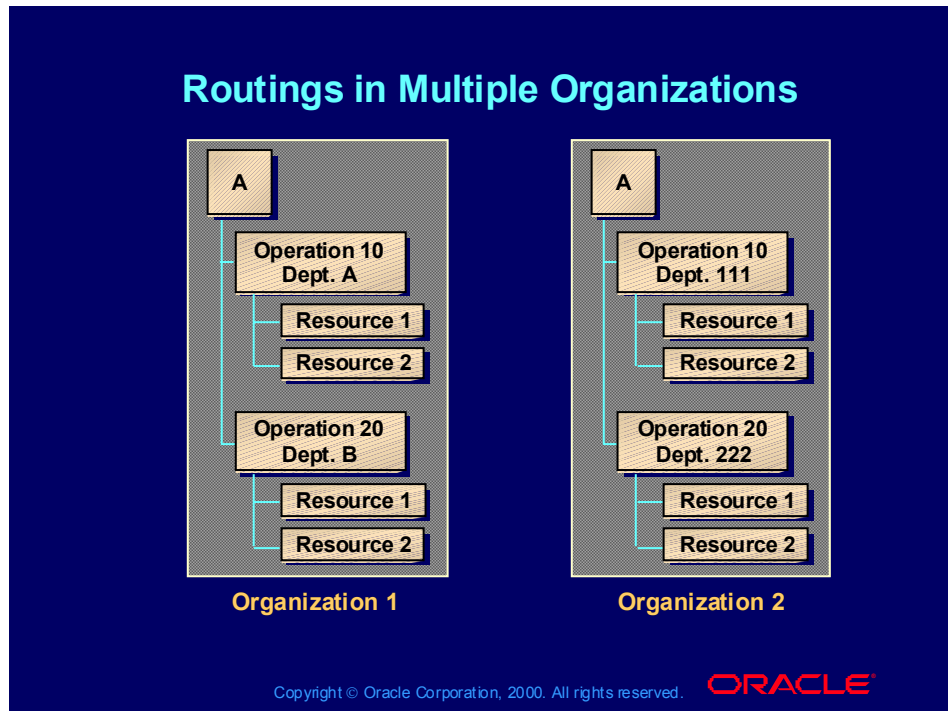 Routings in Multiple Organizations
A
Operation 10
Dept. A
Resource 1
Resource 2
Operation 20
Dept. B
Resource 1
Resource 2
Organization 1
A
Operation 10
Dept. 111
Resource 1
Resource 2
Operation 20
Dept. 222
Resource 1
Resource 2
Organization 2
Copyright © Oracle Corporation, 2000. All rights reserved.
ORACLE®